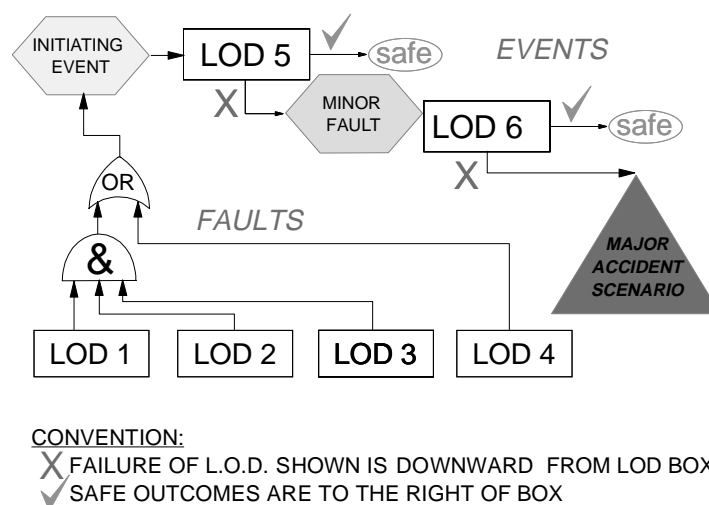 INITIATING
EVENT
LOD 5
safe
EVENTS
X
MINOR
FAULT
LOD 6
safe
X
OR
FAULTS
&
MAJOR
ACCIDENT
SCENARIO
LOD 1
LOD 2
LOD 3
LOD 4
CONVENTION:
X FAILURE OF L.O.D. SHOWN IS DOWNWARD FROM LOD BOX
SAFE OUTCOMES ARE TO THE RIGHT OF BOX